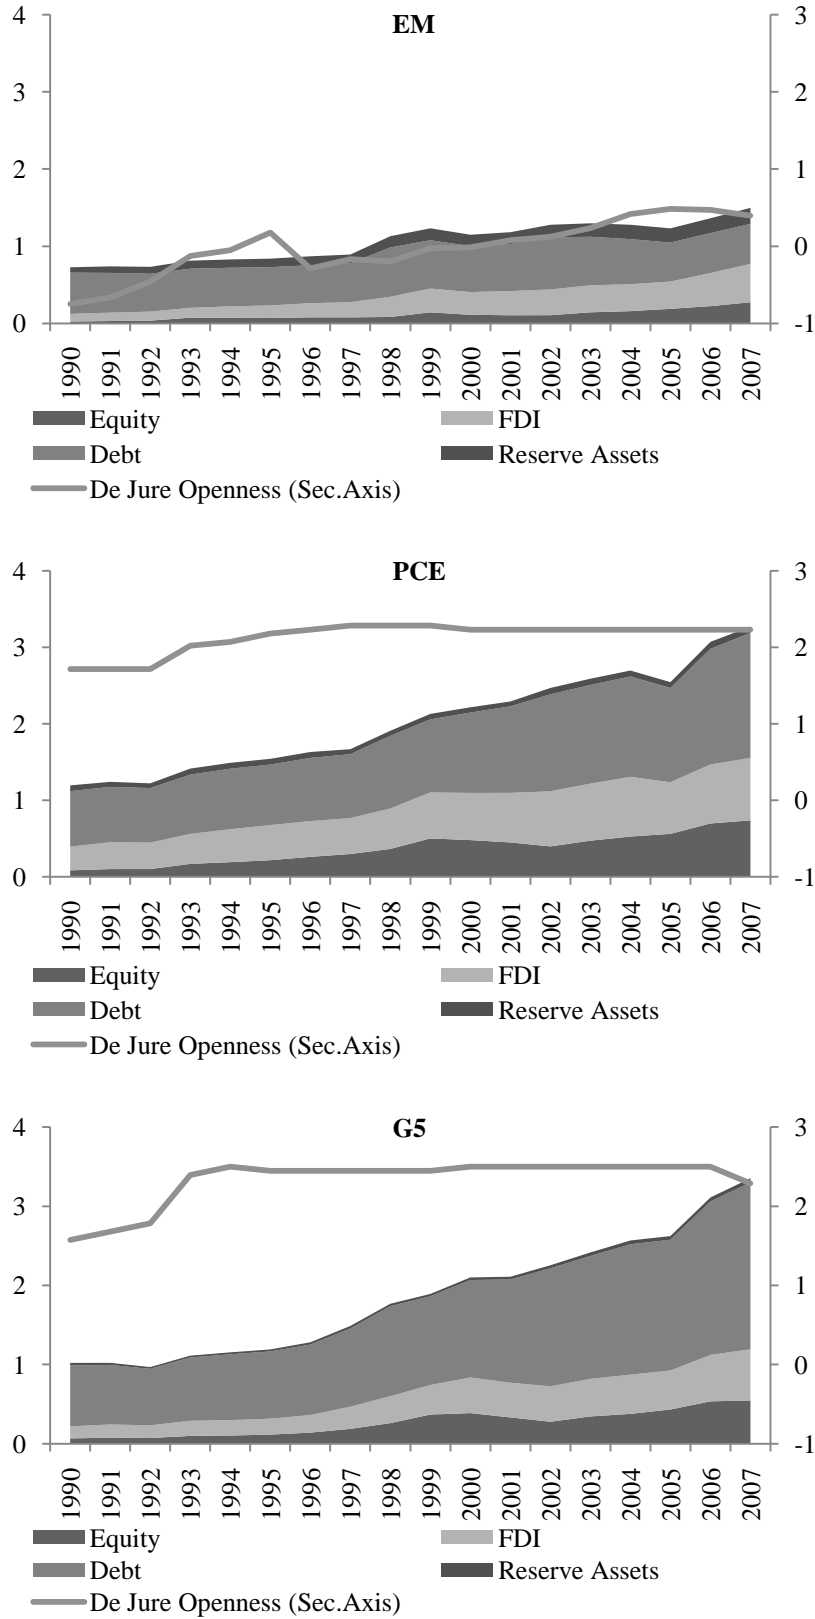 EM
4 3
3 2
2 1
1 0
0 -1
1990 1991 1992 1993 1994 1995 1996 1997 1998 1999 2000 2001 2002 2003 2004 2005 2006 2007
Equity FDI
Debt Reserve Assets
De Jure Openness (Sec.Axis)
PCE
4 3
3 2
2 1
1 0
0 -1
1990 1991 1992 1993 1994 1995 1996 1997 1998 1999 2000 2001 2002 2003 2004 2005 2006 2007
Equity FDI
Debt Reserve Assets
De Jure Openness (Sec.Axis)
G5
4 3
3 2
2 1
1 0
0 -1
1990 1991 1992 1993 1994 1995 1996 1997 1998 1999 2000 2001 2002 2003 2004 2005 2006 2007
Equity FDI
Debt Reserve Assets
De Jure Openness (Sec.Axis)